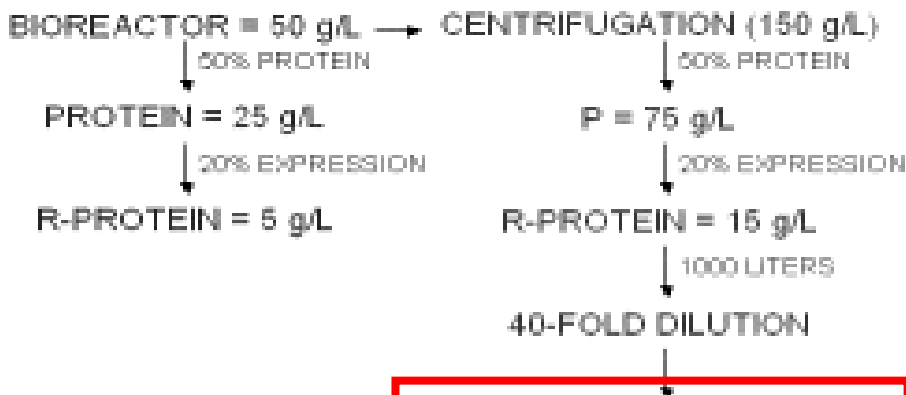 BIOREACTOR = 50 g/L → CENTRIFUGATION (150 g/L)
50% PROTEIN 50% PROTEIN
PROTEIN = 25 g/L P = 75 g/L
20% EXPRESSION 20% EXPRESSION
R-PROTEIN = 5 g/L R-PROTEIN = 15 g/L
1000 LITERS
40-FOLD DILUTION